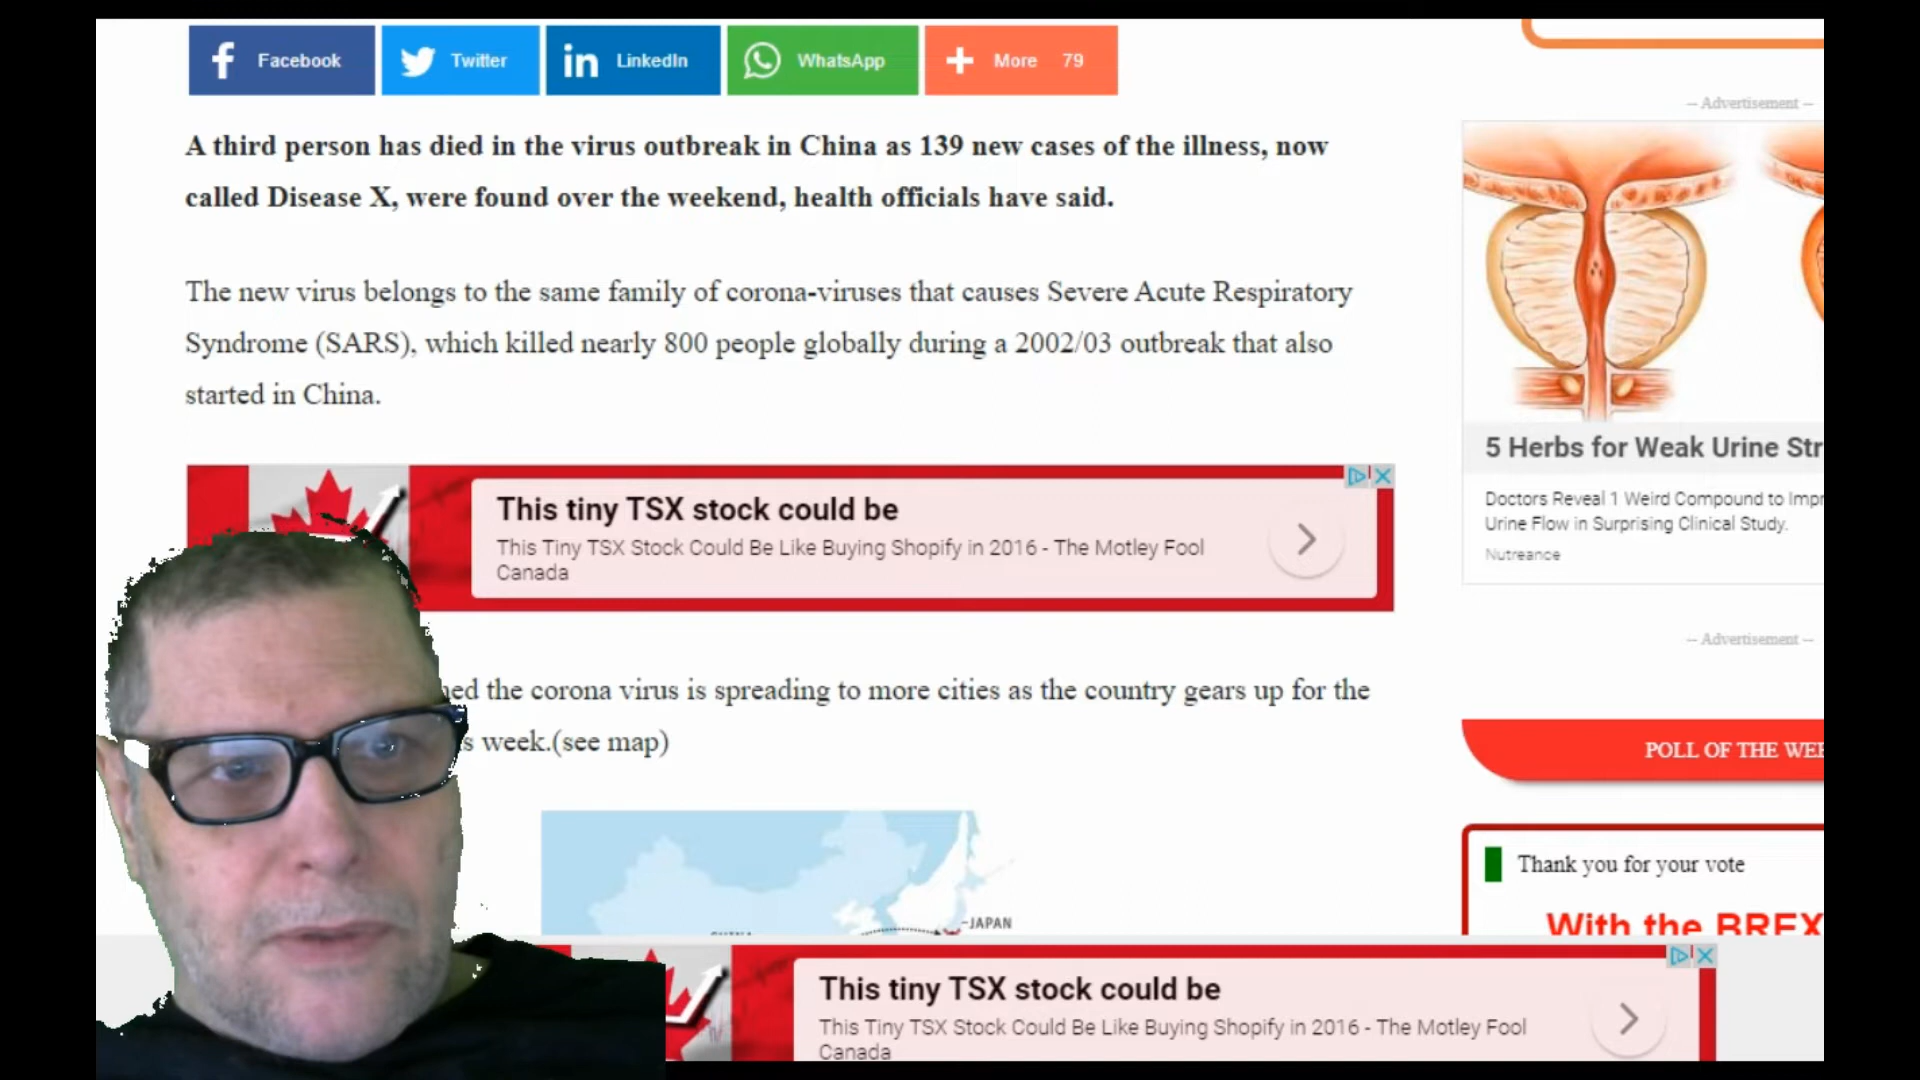 Facebook
Twitter
LinkedIn
WhatsApp
More 79
A third person has died in the virus outbreak in China as 139 new cases of the illness, now
called Disease X, were found over the weekend, health officials have said.
The new virus belongs to the same family of corona-viruses that causes Severe Acute Respiratory
Syndrome (SARS), which killed nearly 800 people globally during a 2002/03 outbreak that also
started in China.
This tiny TSX stock could be
This Tiny TSX Stock Could Be Like Buying Shopify in 2016 - The Motley Fool
Canada
the corona virus is spreading to more cities as the country gears up for the
week.(see map)
JAPAN
This tiny TSX stock could be
This Tiny TSX Stock Could Be Like Buying Shopify in 2016 - The Motley Fool
Canada
-- Advertisement --
5 Herbs for Weak Urine Str
Doctors Reveal 1 Weird Compound to Impr
Urine Flow in Surprising Clinical Study.
Nutreance
-- Advertisement --
POLL OF THE WEE
Thank you for your vote
With the BREX